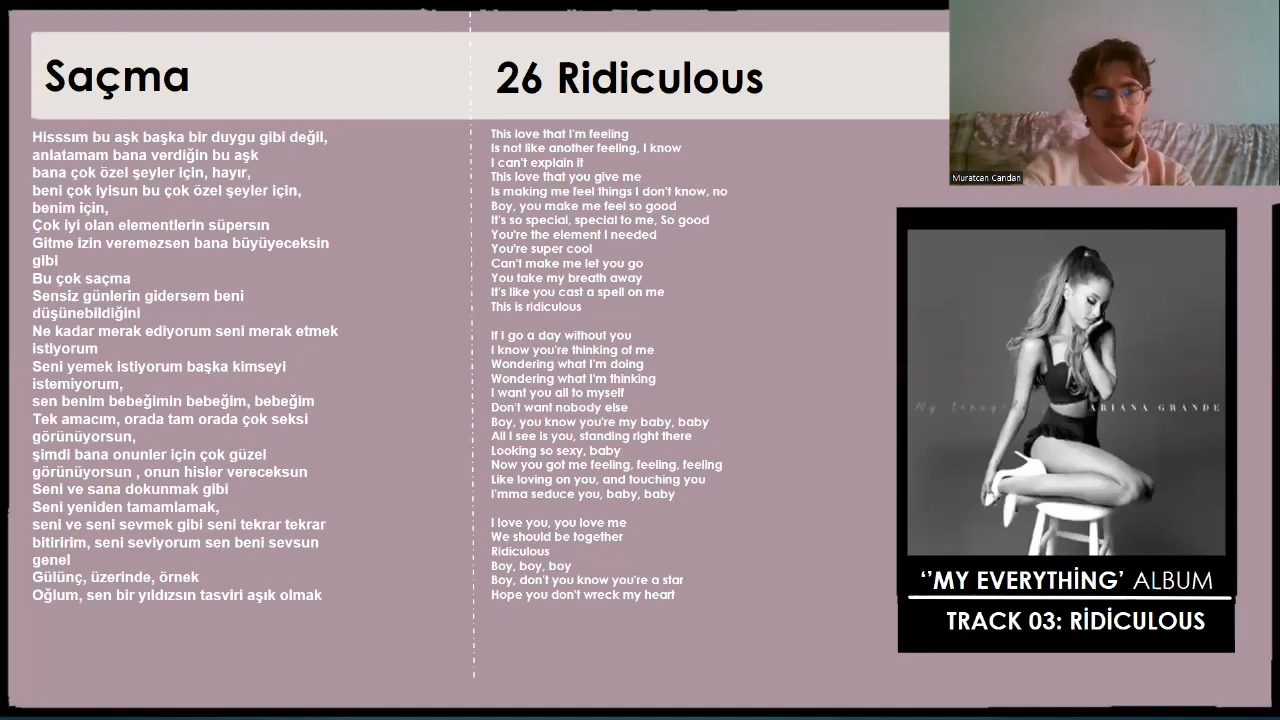 Saçma
Hisssım bu aşk başka bir duygu gibi değil,
anlatamam bana verdiğin bu aşk
bana çok özel şeyler için, hayır,
beni çok iyisun bu çok özel şeyler için,
benim için,
Çok iyi olan elementlerin süpersın
Gitme izin veremezsen bana büyüyeceksin
gibi
Bu çok saçma
Sensiz günlerin gidersem beni
düşünebildiğini
Ne kadar merak ediyorum seni merak etmek
istiyorum
Seni yemek istiyorum başka kimseyi
istemiyorum,
sen benim bebeğimin bebeğim, bebeğim
Tek amacım, orada tam orada çok seksi
görünüyorsun,
şimdi bana onunler için çok güzel
görünüyorsun , onun hisler vereceksun
Seni ve sana dokunmak gibi
Seni yeniden tamamlamak,
seni ve seni sevmek gibi seni tekrar tekrar
bitiririm, seni seviyorum sen beni sevsun
genel
Gülünç, üzerinde, örnek
Oğlum, sen bir yıldızsın tasviri aşık olmak
26 Ridiculous
This love that I'm feeling
Is not like another feeling, I know
I can't explain it
This love that you give me
Is making me feel things I don't know, no
Boy, you make me feel so good
It's so special, special to me, So good
You're the element I needed
You're super cool
Can't make me let you go
You take my breath away
It's like you cast a spell on me
This is ridiculous
If I go a day without you
I know you're thinking of me
Wondering what I'm doing
Wondering what I'm thinking
I want you all to myself
Don't want nobody else
Boy, you know you're my baby, baby
All I see is you, standing right there
Looking so sexy, baby
Now you got me feeling, feeling, feeling
Like loving on you, and touching you
I'mma seduce you, baby, baby
I love you, you love me
We should be together
Ridiculous
Boy, boy, boy
Boy, don't you know you're a star
Hope you don't wreck my heart
Muratcan Candan
ARIANA GRANDE
‘’MY EVERYTHİNG’ ALBUM
TRACK 03: RİDİCULOUS